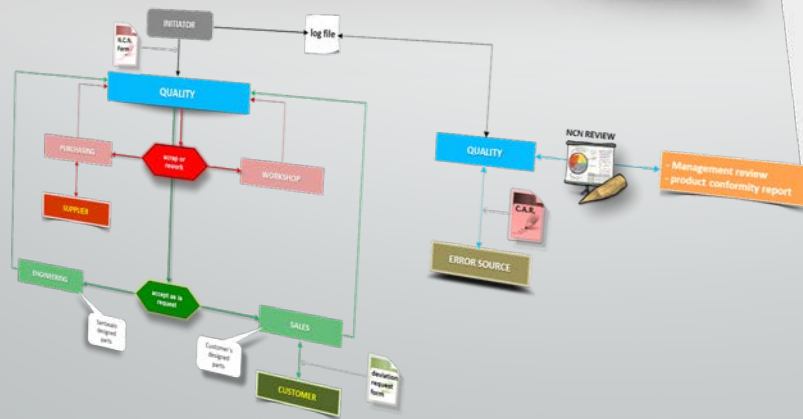 INITIATOR
log file
N.C.N.
Form
QUALITY
PURCHASING
scrap or
rework
WORKSHOP
SUPPLIER
ENGINEERING
accept as is
request
SALES
designed
parts
Customer's
designed
parts
deviation
request
form
CUSTOMER
QUALITY
NCN REVIEW
- Management review
- product conformity report
C.A.R.
ERROR SOURCE